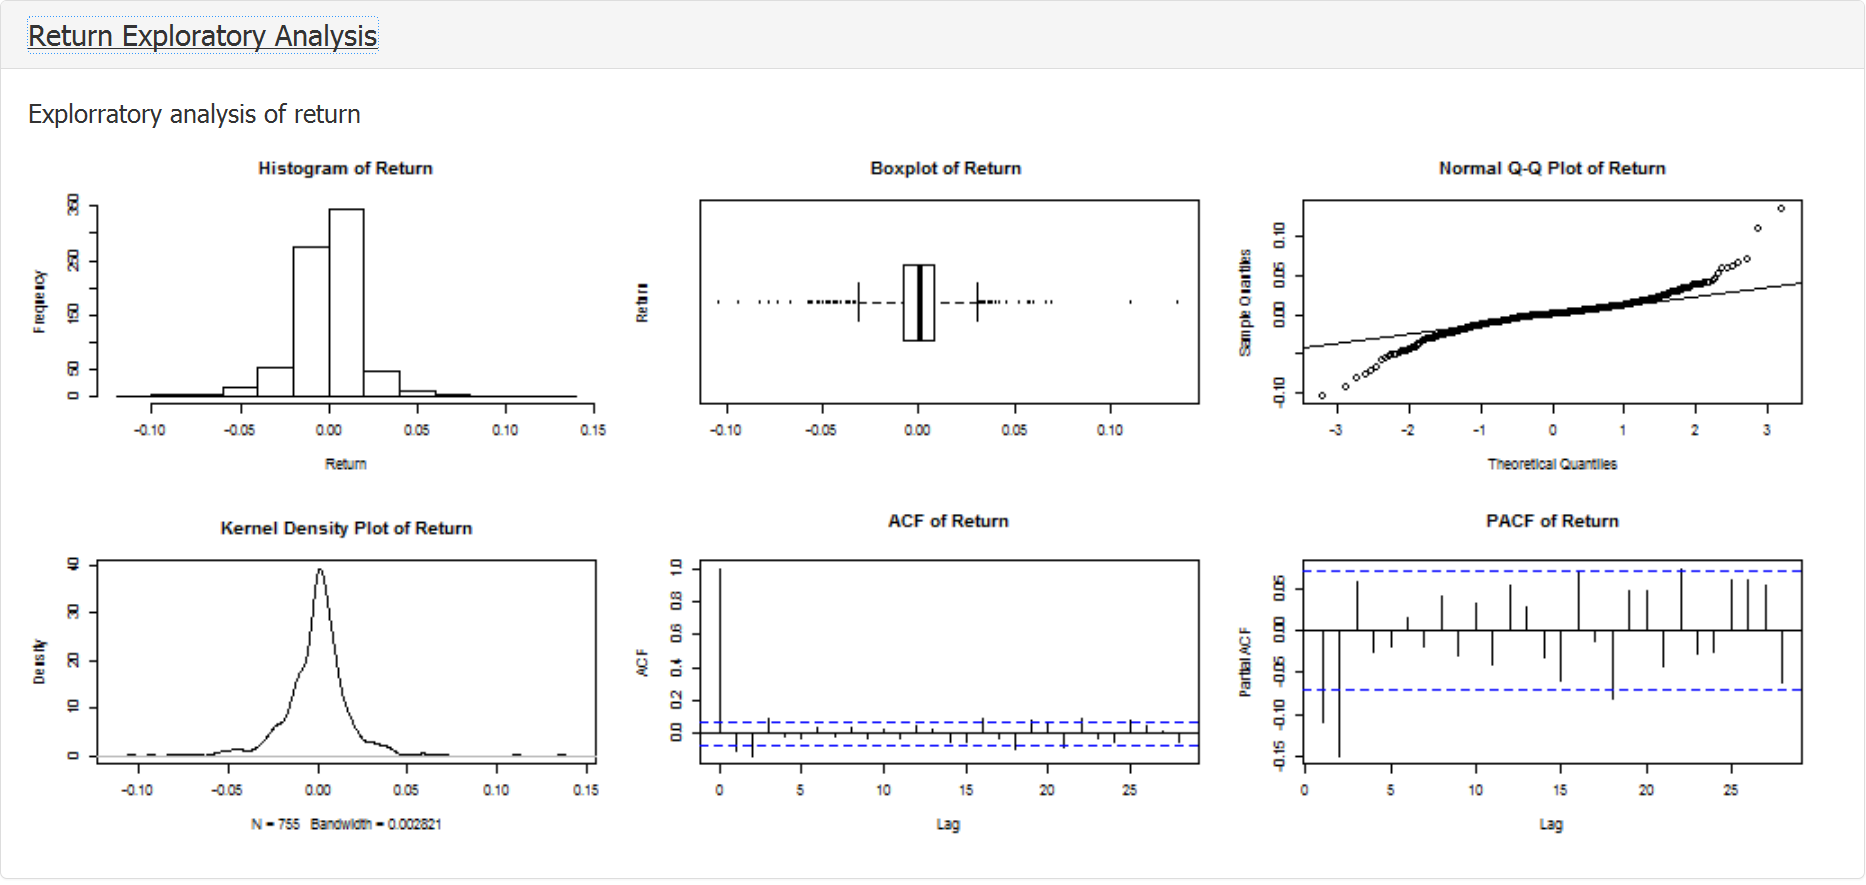 Return Exploratory Analysis
Explorratory analysis of return
Histogram of Return
Frequency
0 50 150 250 350
-0.10 -0.05 0.00 0.05 0.10 0.15
Return
Boxplot of Return
Return
-0.10 -0.05 0.00 0.05 0.10
Normal Q-Q Plot of Return
Sample Quantiles
-0.10 0.00 0.05 0.10
-3 -2 -1 0 1 2 3
Theoretical Quantiles
Kernel Density Plot of Return
Density
0 10 20 30 40
-0.10 -0.05 0.00 0.05 0.10 0.15
N = 755 Bandwidth = 0.002821
ACF of Return
ACF
0.0 0.2 0.4 0.6 0.8 1.0
0 5 10 15 20 25
Lag
PACF of Return
Partial ACF
-0.15 -0.10 -0.05 0.00 0.05
0 5 10 15 20 25
Lag